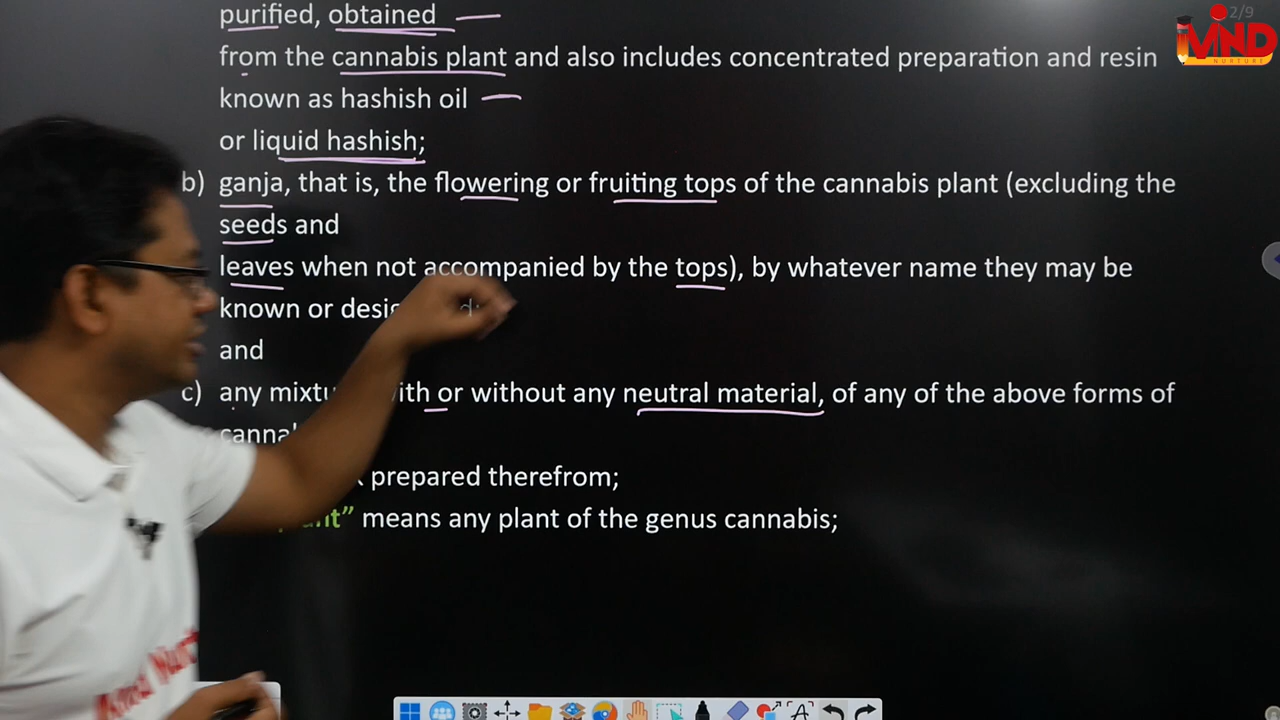 2/9
MIND
NURTURE
purified, obtained
from the cannabis plant and also includes concentrated preparation and resin
known as hashish oil
or liquid hashish;
b) ganja, that is, the flowering or fruiting tops of the cannabis plant (excluding the
seeds and
leaves when not accompanied by the tops), by whatever name they may be
known or
and
c) any or without any neutral material, of any of the above forms of
prepared therefrom;
means any plant of the genus cannabis;